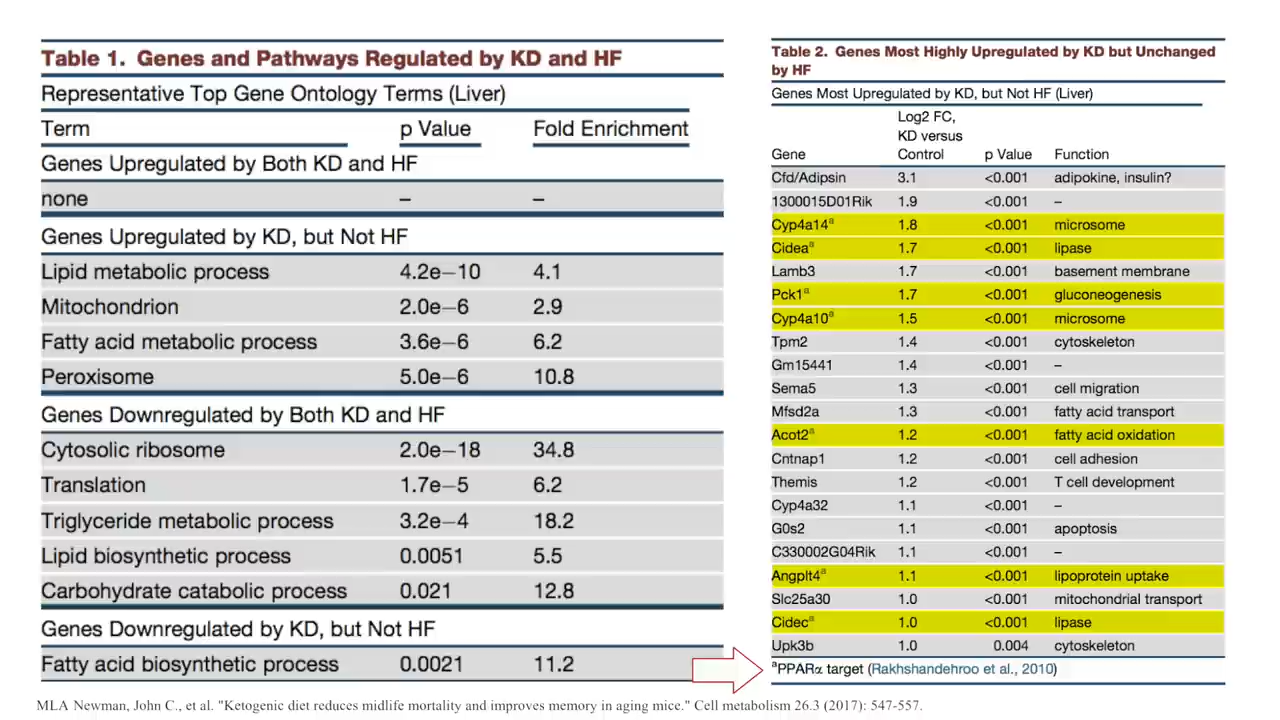 Table 1. Genes and Pathways Regulated by KD and HF
Representative Top Gene Ontology Terms (Liver)
Term p Value Fold Enrichment
Genes Upregulated by Both KD and HF
none – –
Genes Upregulated by KD, but Not HF
Lipid metabolic process 4.2e−10 4.1
Mitochondrion 2.0e−6 2.9
Fatty acid metabolic process 3.6e−6 6.2
Peroxisome 5.0e−6 10.8
Genes Downregulated by Both KD and HF
Cytosolic ribosome 2.0e−18 34.8
Translation 1.7e−5 6.2
Triglyceride metabolic process 3.2e−4 18.2
Lipid biosynthetic process 0.0051 5.5
Carbohydrate catabolic process 0.021 12.8
Genes Downregulated by KD, but Not HF
Fatty acid biosynthetic process 0.0021 11.2
Table 2. Genes Most Highly Upregulated by KD but Unchanged
by HF
Genes Most Upregulated by KD, but Not HF (Liver)
Log2 FC,
KD versus
Gene Control p Value Function
Cfd/Adipsin 3.1 <0.001 adipokine, insulin?
1300015D01Rik 1.9 <0.001 –
Cyp4a14ᵃ 1.8 <0.001 microsome
Cideaᵃ 1.7 <0.001 lipase
Lamb3 1.7 <0.001 basement membrane
Pck1ᵃ 1.7 <0.001 gluconeogenesis
Cyp4a10ᵃ 1.5 <0.001 microsome
Tpm2 1.4 <0.001 cytoskeleton
Gm15441 1.4 <0.001 –
Sema5 1.3 <0.001 cell migration
Mfsd2a 1.3 <0.001 fatty acid transport
Acot2ᵃ 1.2 <0.001 fatty acid oxidation
Cntnap1 1.2 <0.001 cell adhesion
Themis 1.2 <0.001 T cell development
Cyp4a32 1.1 <0.001 –
G0s2 1.1 <0.001 apoptosis
C330002G04Rik 1.1 <0.001 –
Angplt4ᵃ 1.1 <0.001 lipoprotein uptake
Slc25a30 1.0 <0.001 mitochondrial transport
Cidecᵃ 1.0 <0.001 lipase
Upk3b 1.0 0.004 cytoskeleton
ᵃPPARα target (Rakhshandehroo et al., 2010)
MLA Newman, John C., et al. "Ketogenic diet reduces midlife mortality and improves memory in aging mice." Cell metabolism 26.3 (2017): 547-557.